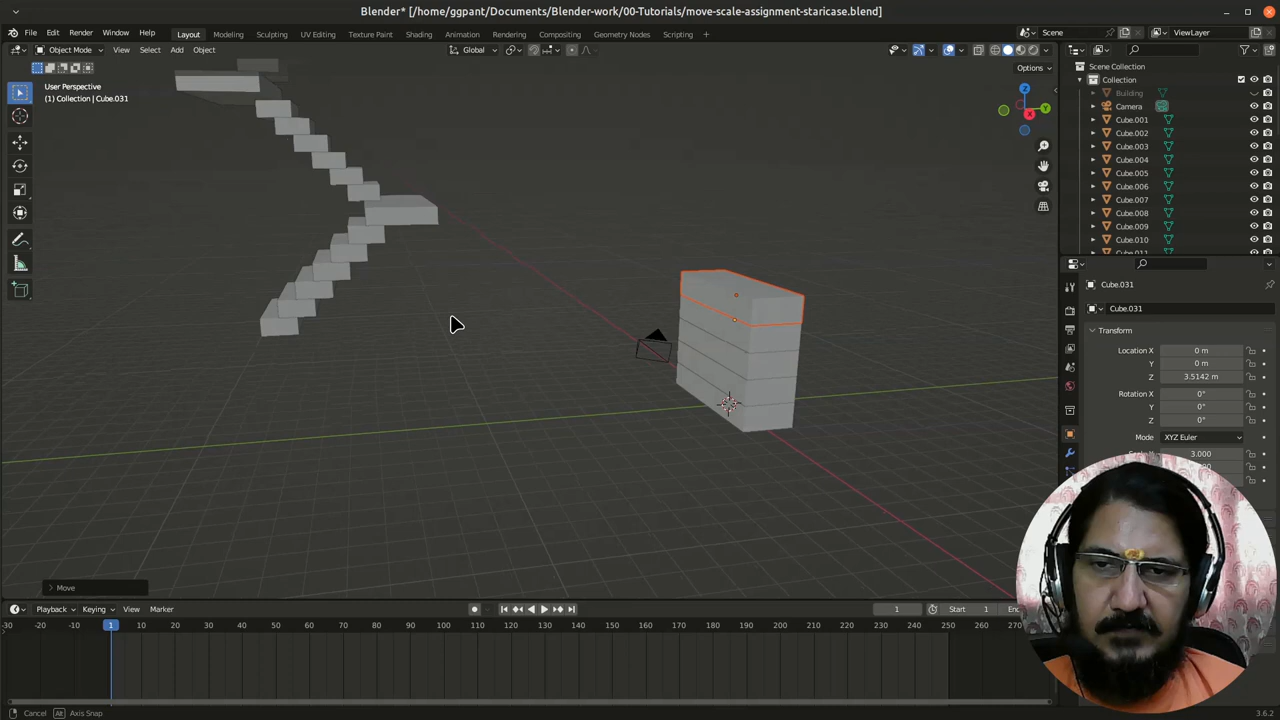 Blender* [/home/ggpant/Documents/Blender-work/00-Tutorials/move-scale-assignment-staricase.blend]
File Edit Render Window Help Layout Modeling Sculpting UV Editing Texture Paint Shading Animation Rendering Compositing Geometry Nodes Scripting Scene ViewLayer
Object Mode View Select Add Object Global
Options
User Perspective
(1) Collection | Cube.031
X
Y
Z
Scene Collection
Collection
Building
Camera
Cube.001
Cube.002
Cube.003
Cube.004
Cube.005
Cube.006
Cube.007
Cube.008
Cube.009
Cube.010
Cube.011
Cube.031
Cube.031
Transform
Location X 0 m
Y 0 m
Z 3.5142 m
Rotation X 0°
Y 0°
Z 0°
Mode XYZ Euler
3.000
Move
Playback Keying View Marker 1 Start 1 End
-30 -20 -10 1 10 20 30 40 50 60 70 80 90 100 110 120 130 140 150 160 170 180 190 200 210 220 230 240 250 260
Cancel Alt Axis Snap 3.6.2